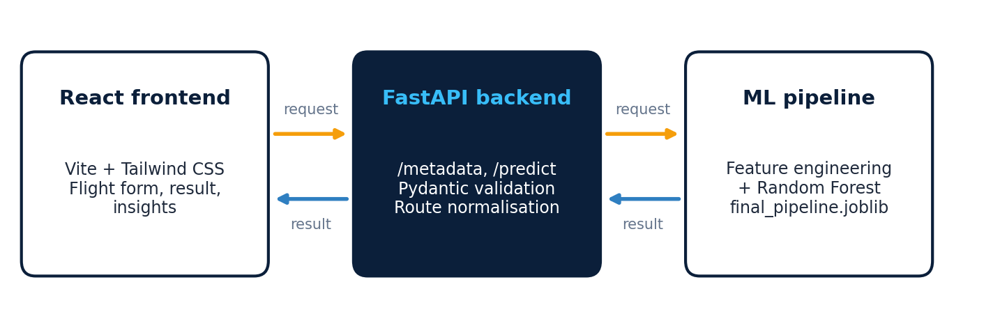 React frontend
Vite + Tailwind CSS
Flight form, result,
insights
request
result
FastAPI backend
/metadata, /predict
Pydantic validation
Route normalisation
request
result
ML pipeline
Feature engineering
+ Random Forest
final_pipeline.joblib